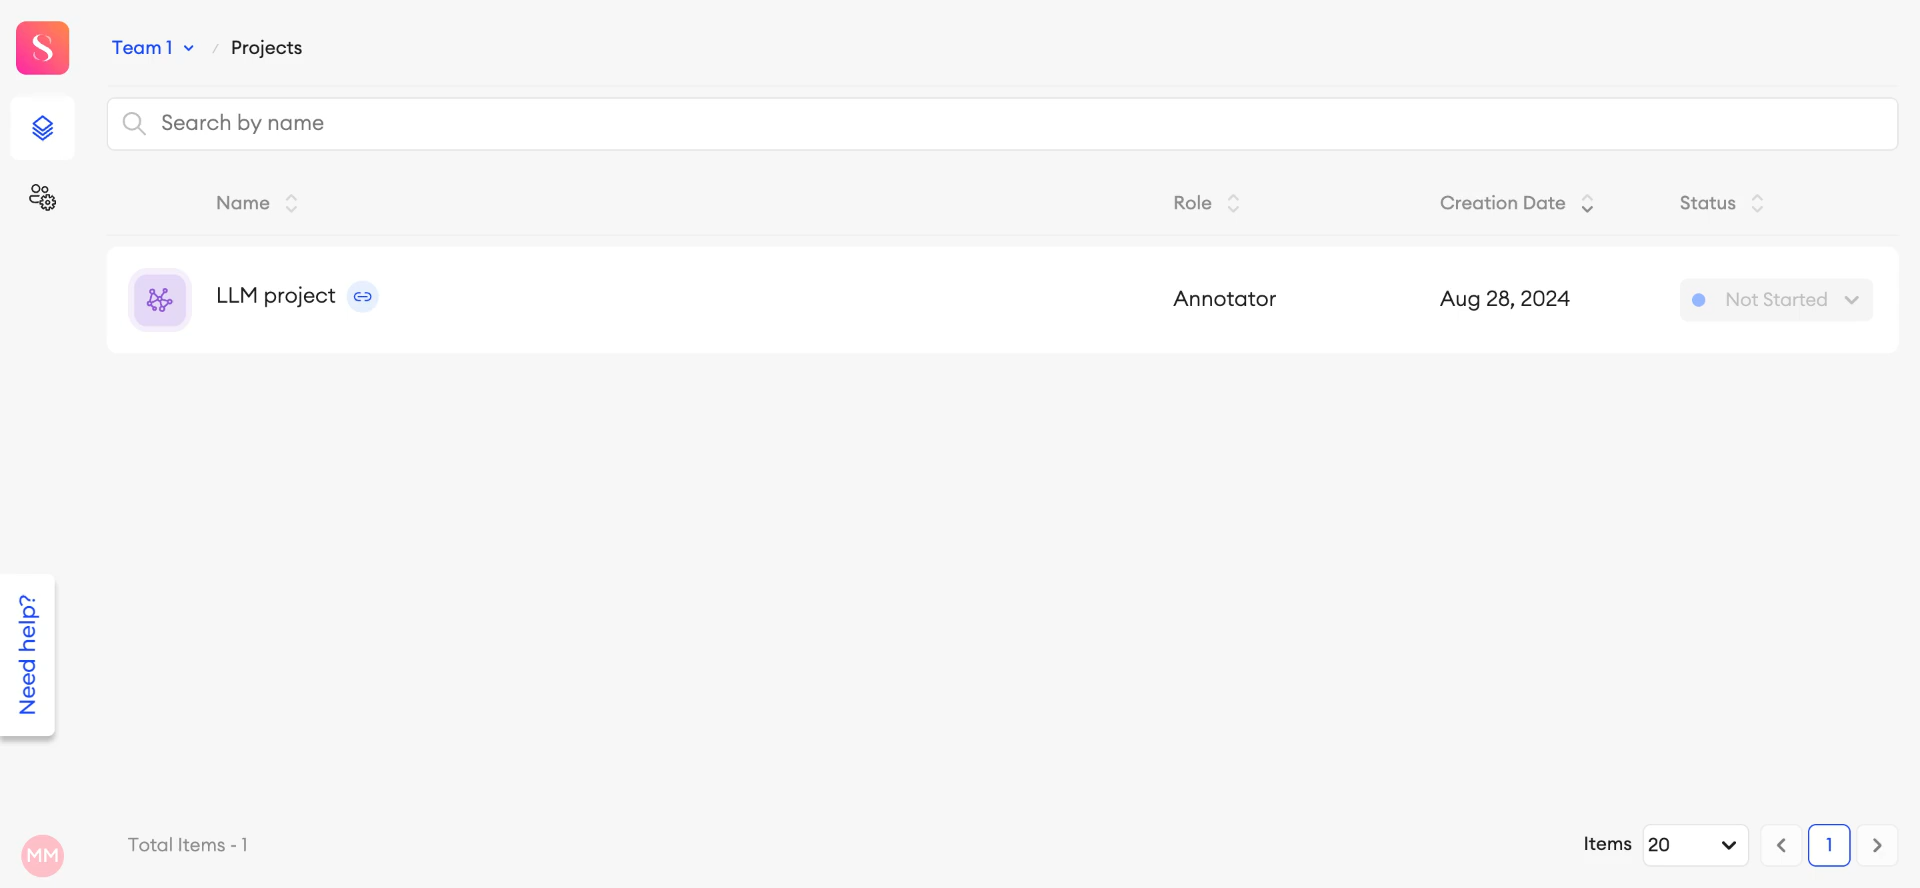 Team 1 / Projects
Search by name
Name Role Creation Date Status
LLM project Annotator Aug 28, 2024 Not Started
Need help?
MM
Total Items - 1
Items 20 1